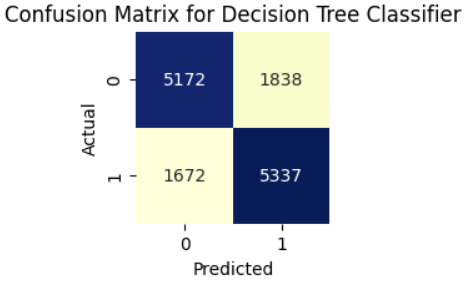 Confusion Matrix for Decision Tree Classifier
Actual
0
5172 1838
1
1672 5337
0 1
Predicted